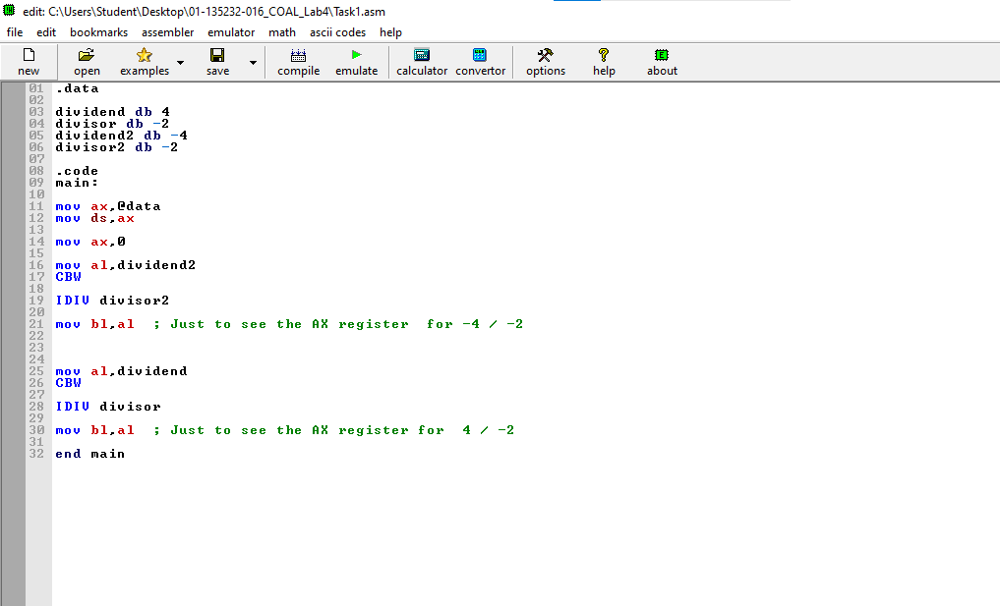 edit: C:\Users\Student\Desktop\01-135232-016_COAL_Lab4\Task1.asm
file edit bookmarks assembler emulator math ascii codes help
new open examples save compile emulate calculator convertor options help about
01 .data
02
03 dividend db 4
04 divisor db -2
05 dividend2 db -4
06 divisor2 db -2
07
08 .code
09 main:
10
11 mov ax,@data
12 mov ds,ax
13
14 mov ax,0
15
16 mov al,dividend2
17 CBW
18
19 IDIV divisor2
20
21 mov bl,al  ; Just to see the AX register  for -4 / -2
22
23
24
25 mov al,dividend
26 CBW
27
28 IDIV divisor
29
30 mov bl,al  ; Just to see the AX register for  4 / -2
31
32 end main